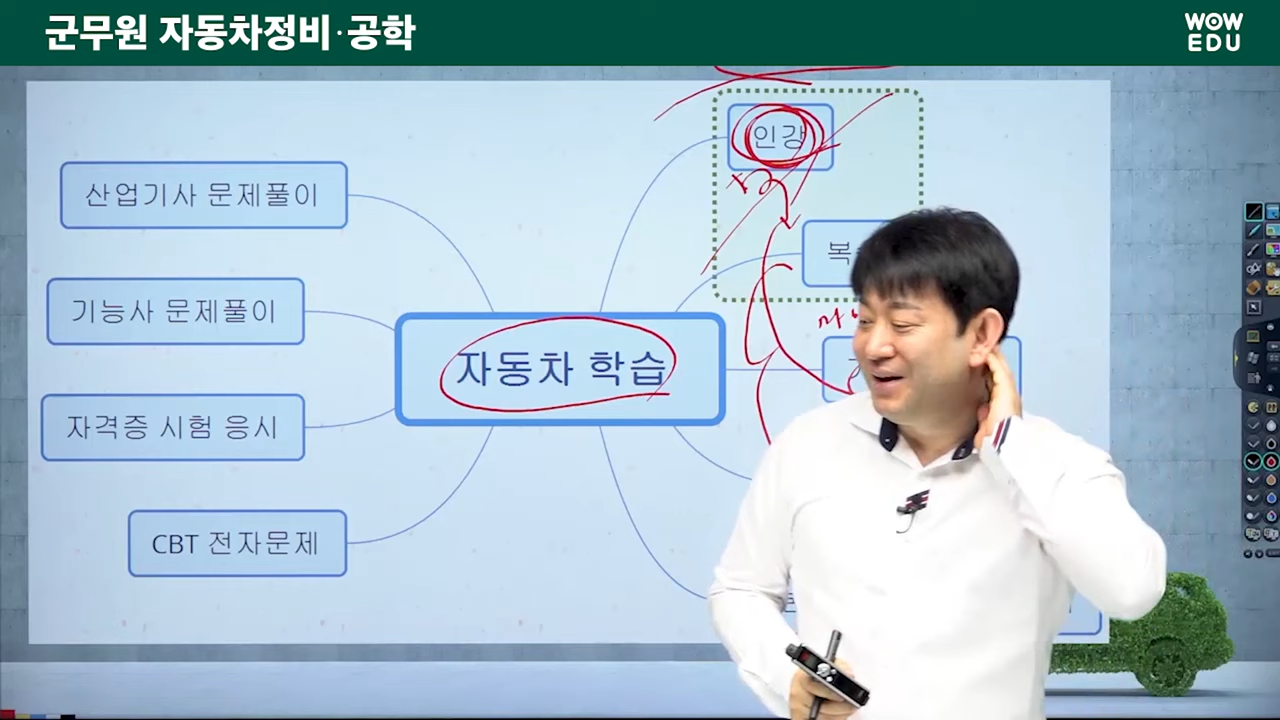 군무원 자동차정비·공학
WOW
EDU
인강
산업기사 문제풀이
기능사 문제풀이
자동차 학습
자격증 시험 응시
CBT 전자문제